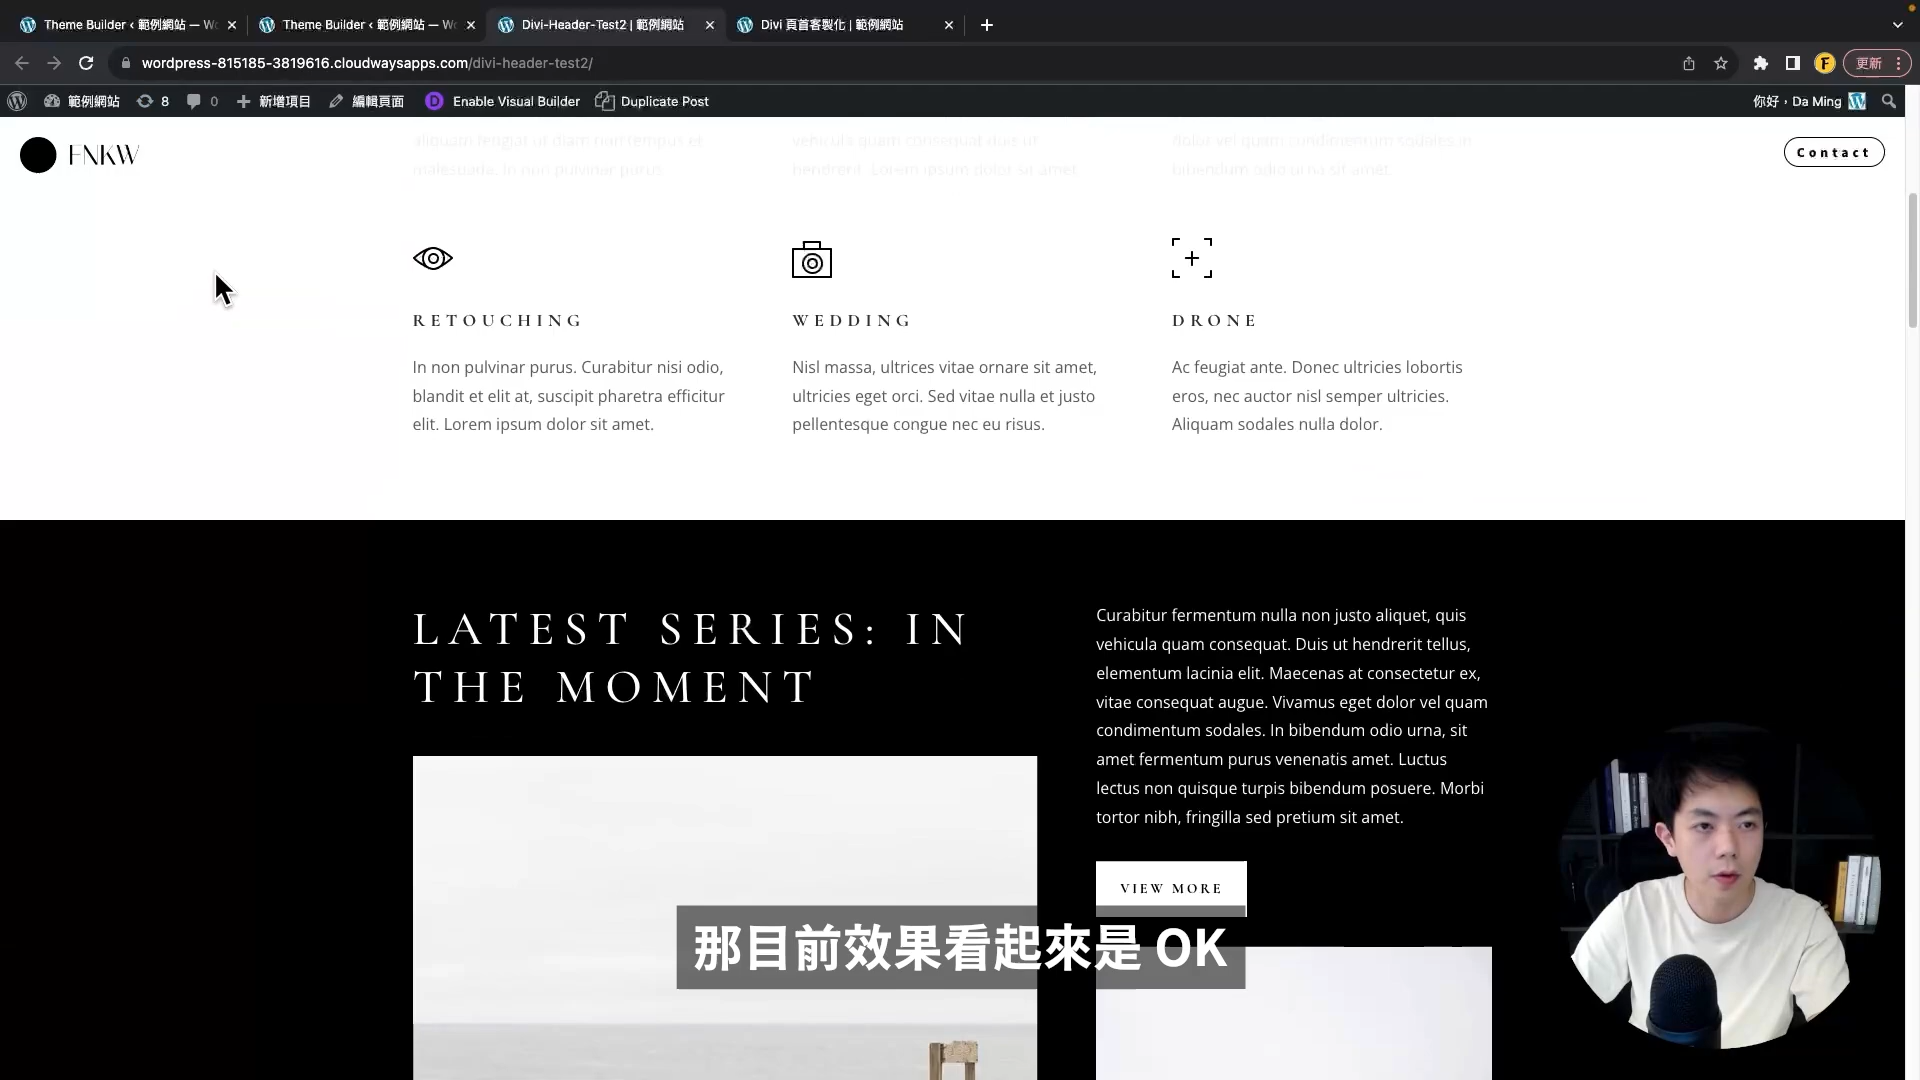 Theme Builder ‹ 範例網站 — Wo
Theme Builder ‹ 範例網站 — Wo
Divi-Header-Test2 | 範例網站
Divi 頁首客製化 | 範例網站
wordpress-815185-3819616.cloudwaysapps.com/divi-header-test2/
F
更新
範例網站
8
0
新增項目
編輯頁面
D
Enable Visual Builder
Duplicate Post
你好,Da Ming
FNKW
Contact
aliquam feugiat ut diam non tempus et
malesuada. In non pulvinar purus.
vehicula quam consequat duis ut
hendrerit. Lorem ipsum dolor sit amet.
dolor vel quam condimentum sodales in
bibendum odio urna sit amet.
RETOUCHING
In non pulvinar purus. Curabitur nisi odio,
blandit et elit at, suscipit pharetra efficitur
elit. Lorem ipsum dolor sit amet.
WEDDING
Nisl massa, ultrices vitae ornare sit amet,
ultricies eget orci. Sed vitae nulla et justo
pellentesque congue nec eu risus.
DRONE
Ac feugiat ante. Donec ultricies lobortis
eros, nec auctor nisl semper ultricies.
Aliquam sodales nulla dolor.
LATEST SERIES: IN
THE MOMENT
Curabitur fermentum nulla non justo aliquet, quis
vehicula quam consequat. Duis ut hendrerit tellus,
elementum lacinia elit. Maecenas at consectetur ex,
vitae consequat augue. Vivamus eget dolor vel quam
condimentum sodales. In bibendum odio urna, sit
amet fermentum purus venenatis amet. Luctus
lectus non quisque turpis bibendum posuere. Morbi
tortor nibh, fringilla sed pretium sit amet.
VIEW MORE
那目前效果看起來是 OK